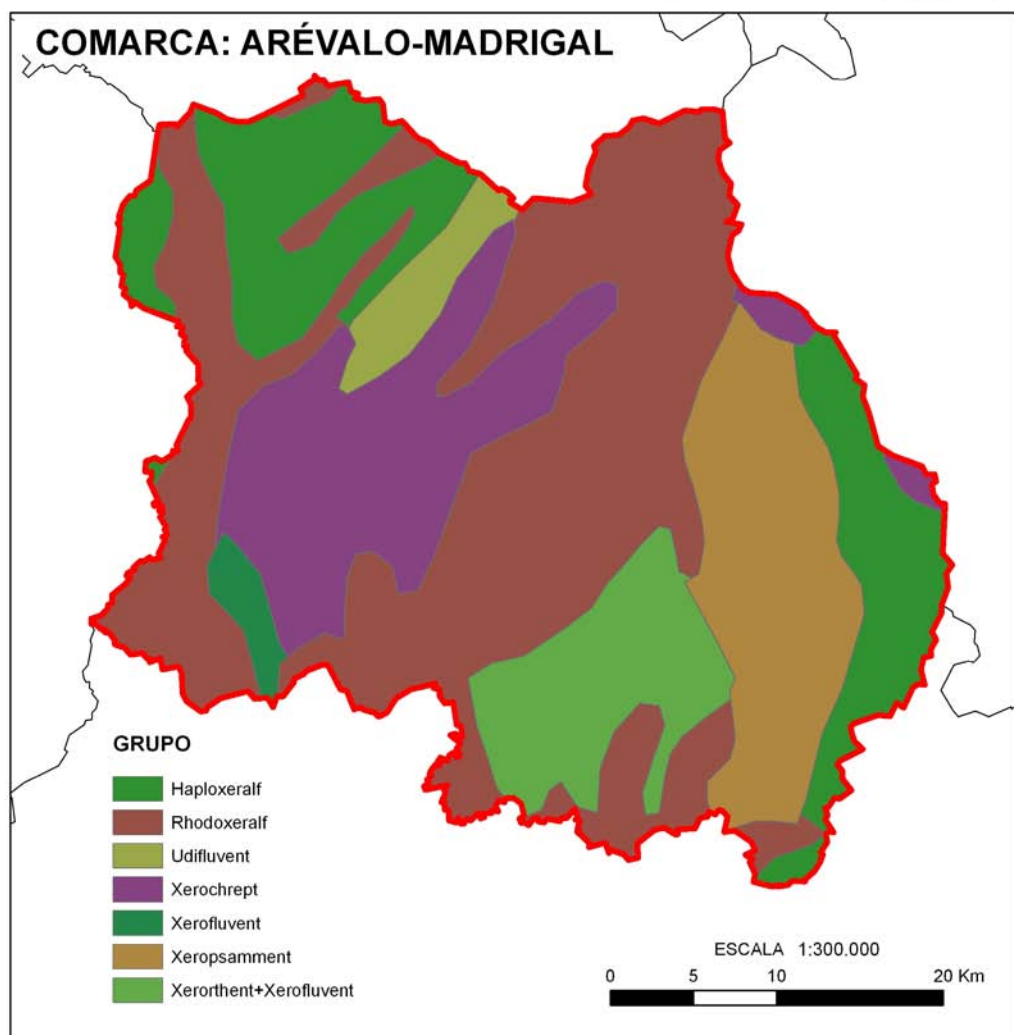 COMARCA: ARÉVALO-MADRIGAL
GRUPO
Haploxeralf
Rhodoxeralf
Udifluvent
Xerochrept
Xerofluvent
Xeropsamment
Xerorthent+Xerofluvent
ESCALA 1:300.000
0 5 10 20 Km